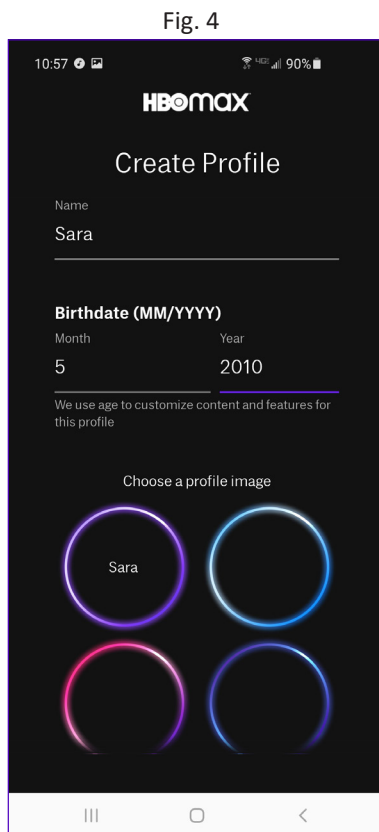 Fig. 4
10:57 90%
HBOMAX
Create Profile
Name
Sara
Birthdate (MM/YYYY)
Month Year
5 2010
We use age to customize content and features for
this profile
Choose a profile image
Sara